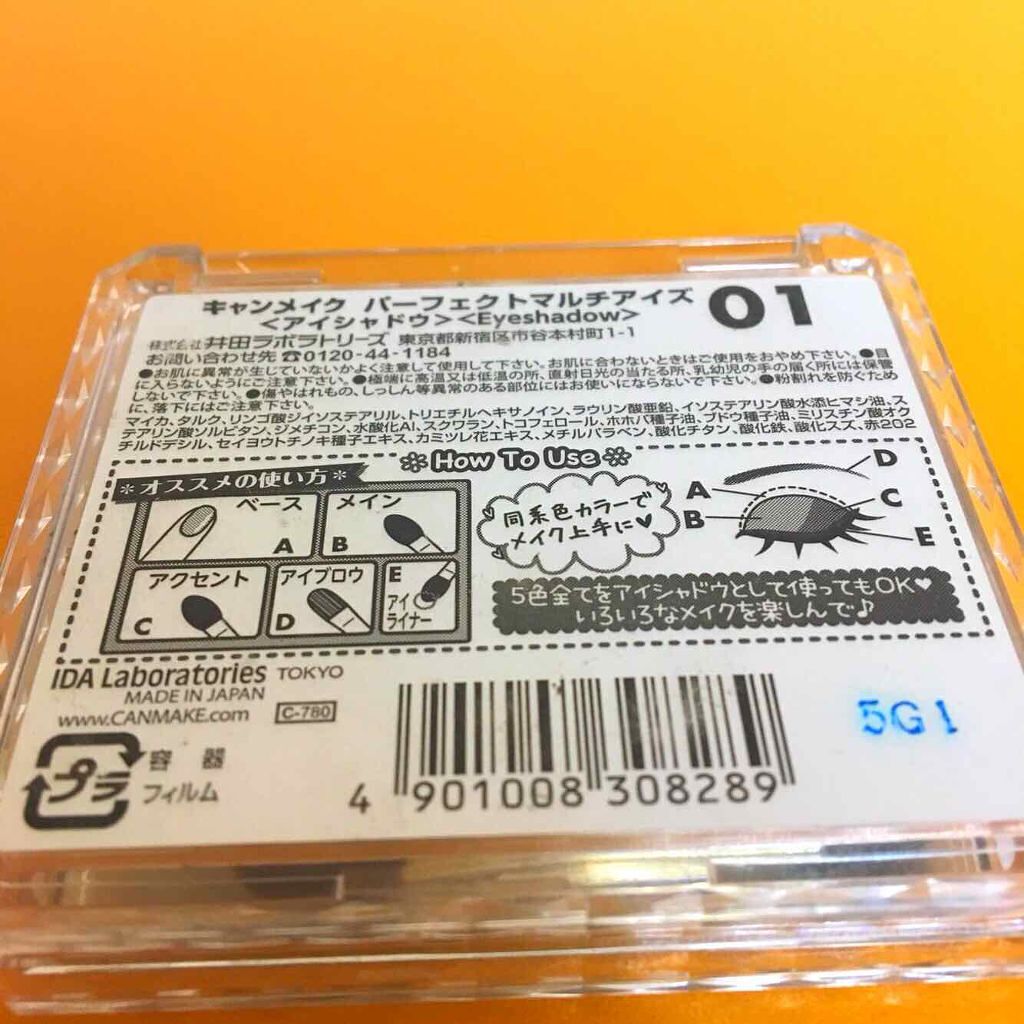 キャンメイク パーフェクトマルチアイズ 01
<アイシャドウ> <Eyeshadow>
株式会社 井田ラボラトリーズ 東京都新宿区市谷本村町1-1
お問い合わせ先 ☎0120-44-1184
●お肌に異常が生じていないかよく注意して使用して下さい。お肌に合わないときはご使用をおやめ下さい。●目
に入らないようにご注意下さい。●極端に高温又は低温の所、直射日光の当たる所、乳幼児の手の届く所には保管
しないで下さい。●傷やはれもの、しっしん等異常のある部位にはお使いにならないで下さい。●粉割れを防ぐため
に、落下にはご注意下さい。
マイカ、タルク、リンゴ酸ジイソステアリル、トリエチルヘキサノイン、ラウリン酸亜鉛、イソステアリン酸水添ヒマシ油、ス
テアリン酸ソルビタン、ジメチコン、水酸化Al、スクワラン、トコフェロール、ホホバ種子油、ブドウ種子油、ミリスチン酸オク
チルドデシル、セイヨウトチノキ種子エキス、カミツレ花エキス、メチルパラベン、酸化チタン、酸化鉄、酸化スズ、赤202
How To Use
オススメの使い方
ベース
A
メイン
B
アクセント
C
アイブロウ
D
E
アイ
ライナー
同系色カラーで
メイク上手に♥
A
B
D
C
E
5色全てをアイシャドウとして使ってもOK♥
いろいろなメイクを楽しんで♪
IDA Laboratories TOKYO
MADE IN JAPAN
www.CANMAKE.com C-780
プラ
容 器
フィルム
4 901008 308289
5G1